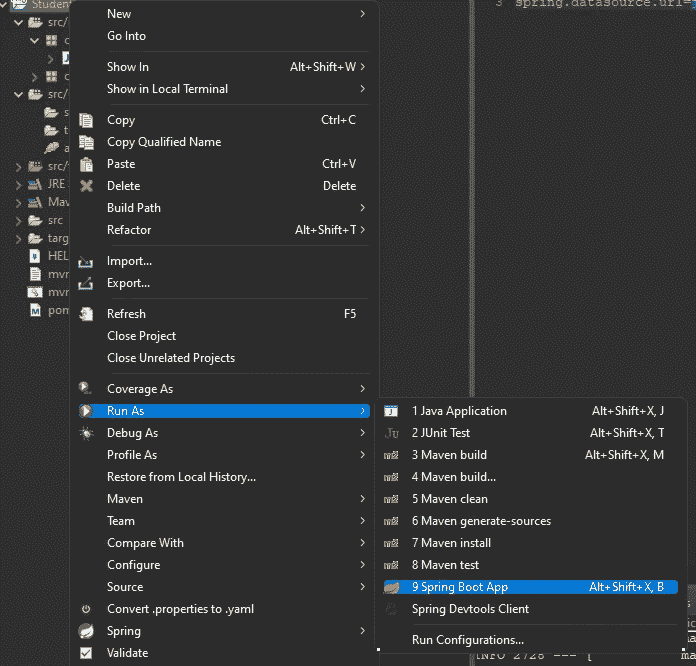 Student
3 spring.datasource.url=
src/
src/
src/
JRE
Mav
src
targ
HEL
mvn
mvn
pom
New
Go Into
Show In Alt+Shift+W
Show in Local Terminal
Copy Ctrl+C
Copy Qualified Name
Paste Ctrl+V
Delete Delete
Build Path
Refactor Alt+Shift+T
Import...
Export...
Refresh F5
Close Project
Close Unrelated Projects
Coverage As
Run As
Debug As
Profile As
Restore from Local History...
Maven
Team
Compare With
Configure
Source
Convert .properties to .yaml
Spring
Validate
1 Java Application Alt+Shift+X, J
2 JUnit Test Alt+Shift+X, T
3 Maven build Alt+Shift+X, M
4 Maven build...
5 Maven clean
6 Maven generate-sources
7 Maven install
8 Maven test
9 Spring Boot App Alt+Shift+X, B
Spring Devtools Client
Run Configurations...
INFO 2728 --- [